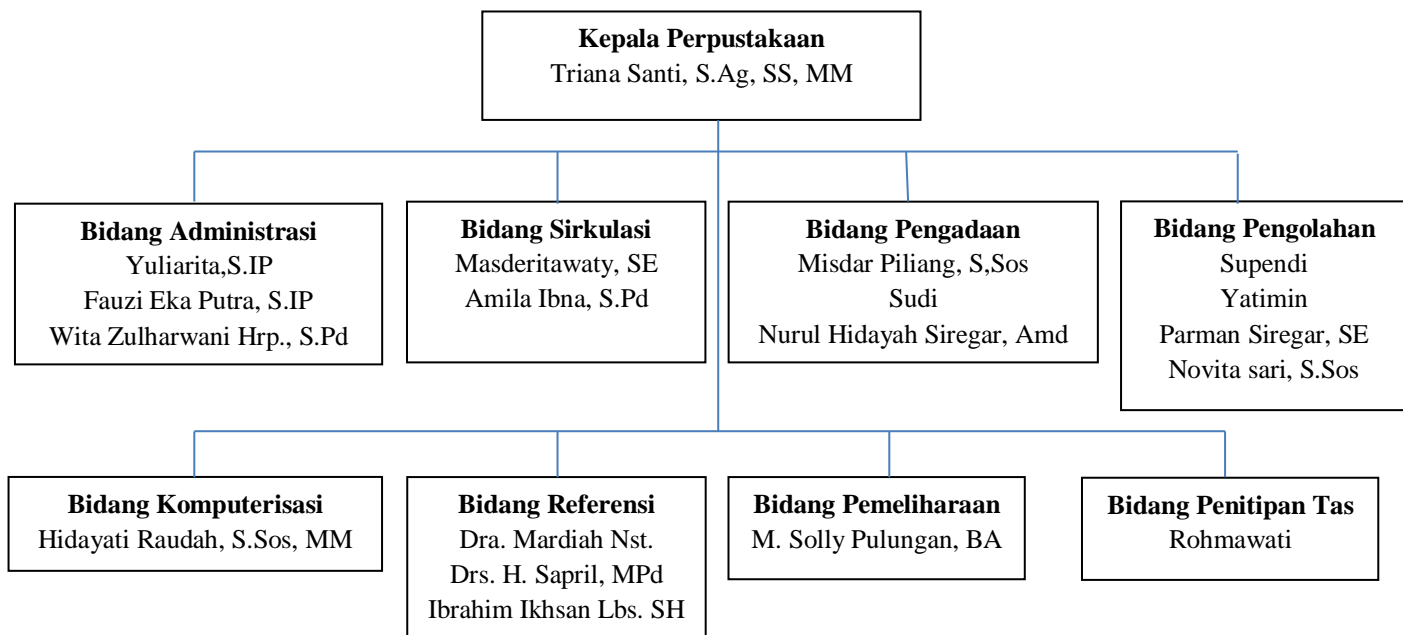 Kepala Perpustakaan
Triana Santi, S.Ag, SS, MM
Bidang Administrasi
Yuliarita,S.IP
Fauzi Eka Putra, S.IP
Wita Zulharwani Hrp., S.Pd
Bidang Sirkulasi
Masderitawaty, SE
Amila Ibna, S.Pd
Bidang Pengadaan
Misdar Piliang, S,Sos
Sudi
Nurul Hidayah Siregar, Amd
Bidang Pengolahan
Supendi
Yatimin
Parman Siregar, SE
Novita sari, S.Sos
Bidang Komputerisasi
Hidayati Raudah, S.Sos, MM
Bidang Referensi
Dra. Mardiah Nst.
Drs. H. Sapril, MPd
Ibrahim Ikhsan Lbs. SH
Bidang Pemeliharaan
M. Solly Pulungan, BA
Bidang Penitipan Tas
Rohmawati